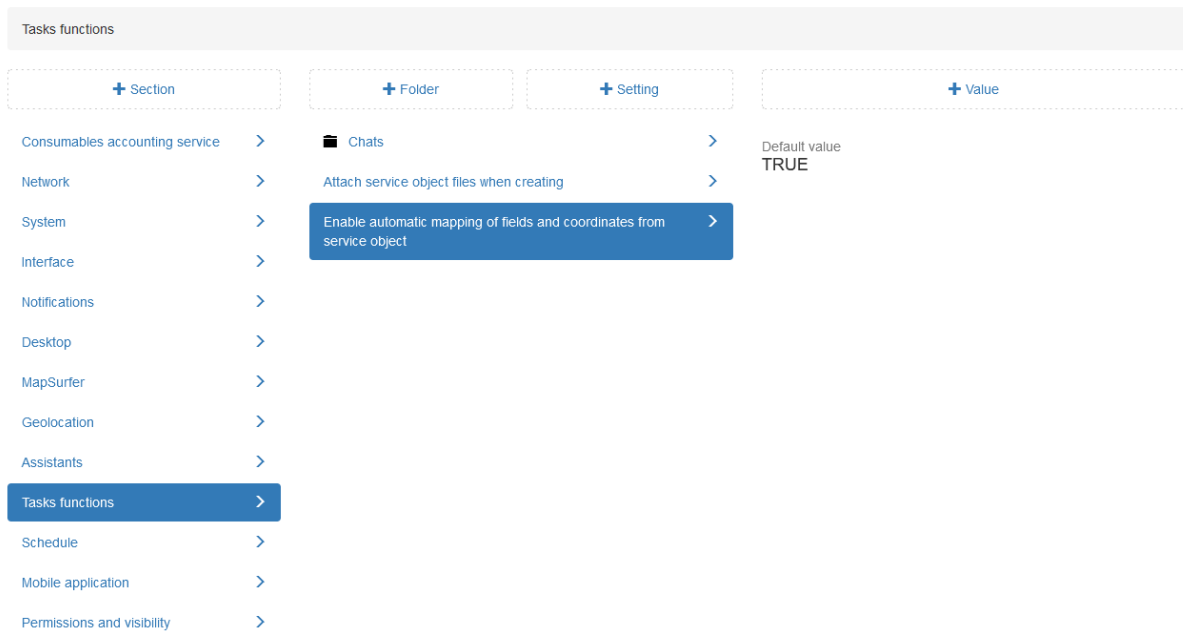 Tasks functions
Section
Folder
Setting
Value
Consumables accounting service
Network
System
Interface
Notifications
Desktop
MapSurfer
Geolocation
Assistants
Tasks functions
Schedule
Mobile application
Permissions and visibility
Chats
Attach service object files when creating
Enable automatic mapping of fields and coordinates from
service object
Default value
TRUE